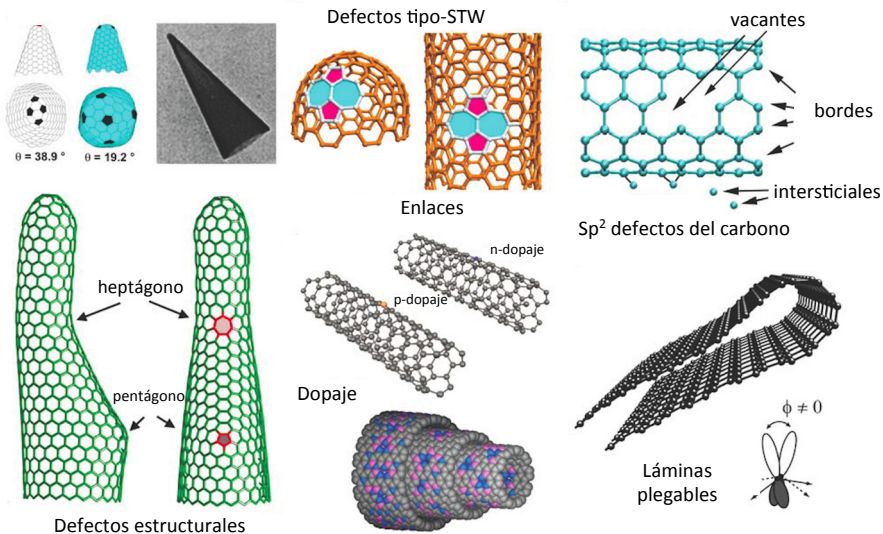 Defectos tipo-STW
vacantes
bordes
θ = 38.9 °
θ = 19.2 °
intersticiales
Enlaces
Sp² defectos del carbono
n-dopaje
heptágono
p-dopaje
pentágono
Dopaje
ϕ ≠ 0
Láminas
plegables
Defectos estructurales